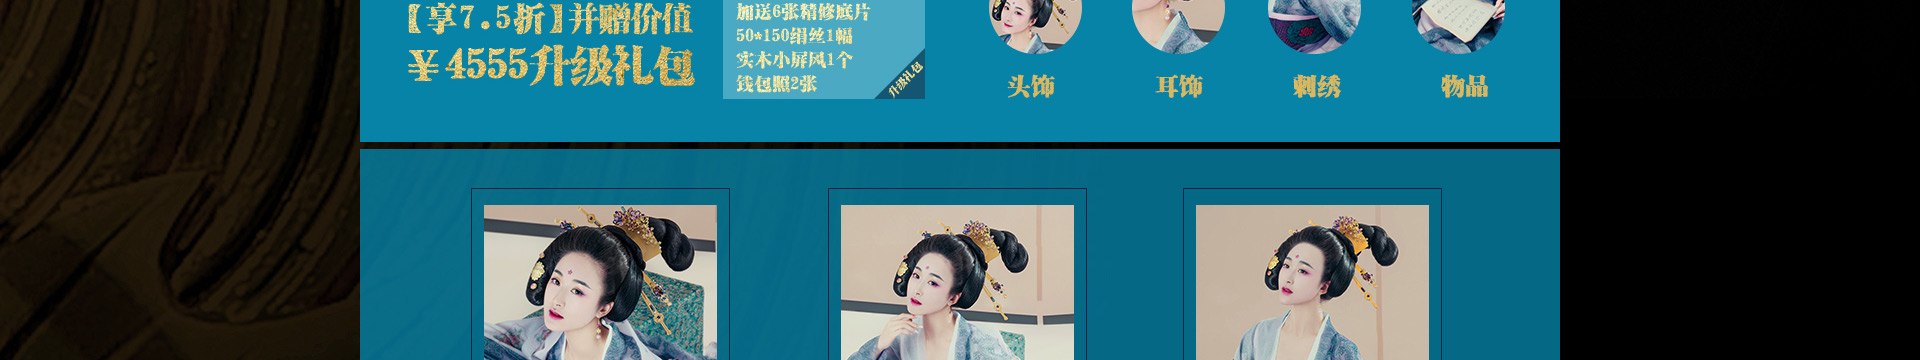 【享7.5折】并赠价值
￥4555升级礼包
加送6张精修底片
50*150绢丝1幅
实木小屏风1个
钱包照2张
升级礼包
头饰
耳饰
刺绣
物品